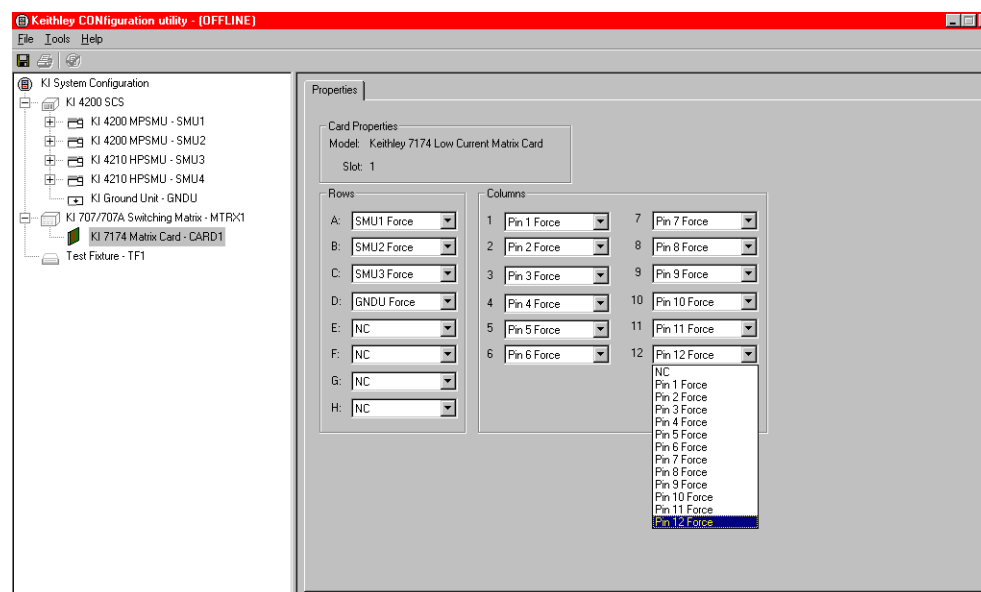 Keithley CONfiguration utility - (OFFLINE)
File Tools Help
KI System Configuration
KI 4200 SCS
KI 4200 MPSMU - SMU1
KI 4200 MPSMU - SMU2
KI 4210 HPSMU - SMU3
KI 4210 HPSMU - SMU4
KI Ground Unit - GNDU
KI 707/707A Switching Matrix - MTRX1
KI 7174 Matrix Card - CARD1
Test Fixture - TF1
Properties
Card Properties
Model: Keithley 7174 Low Current Matrix Card
Slot: 1
Rows
A: SMU1 Force
B: SMU2 Force
C: SMU3 Force
D: GNDU Force
E: NC
F: NC
G: NC
H: NC
Columns
1 Pin 1 Force
2 Pin 2 Force
3 Pin 3 Force
4 Pin 4 Force
5 Pin 5 Force
6 Pin 6 Force
7 Pin 7 Force
8 Pin 8 Force
9 Pin 9 Force
10 Pin 10 Force
11 Pin 11 Force
12 Pin 12 Force
NC
Pin 1 Force
Pin 2 Force
Pin 3 Force
Pin 4 Force
Pin 5 Force
Pin 6 Force
Pin 7 Force
Pin 8 Force
Pin 9 Force
Pin 10 Force
Pin 11 Force
Pin 12 Force